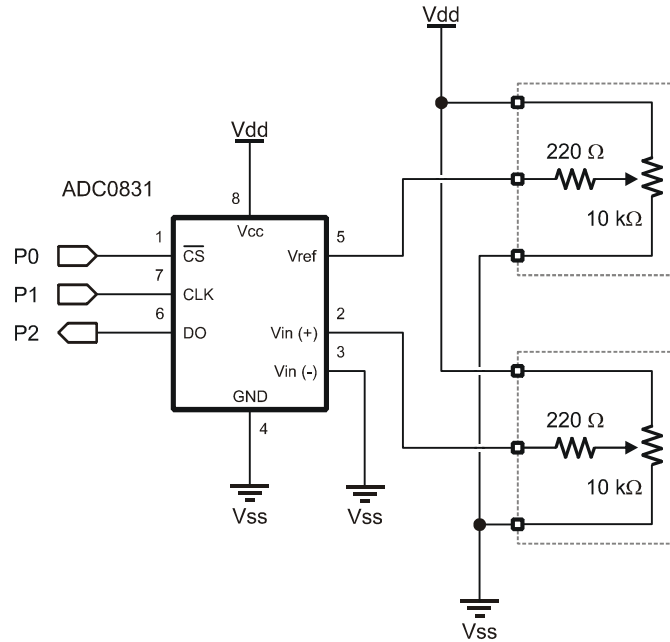 Vdd
Vdd
ADC0831
8
Vcc
P0
1
CS
Vref
5
P1
7
CLK
P2
6
DO
Vin (+)
2
Vin (-)
3
GND
4
Vss
Vss
220 Ω
10 kΩ
220 Ω
10 kΩ
Vss